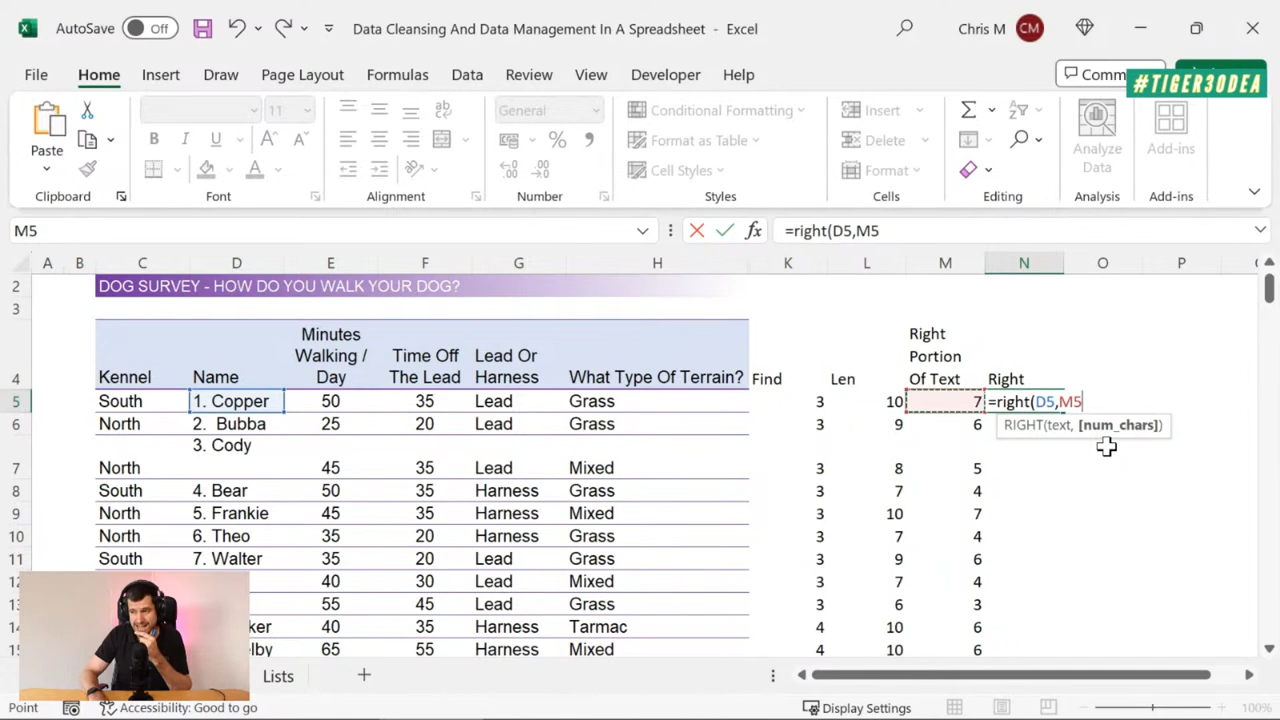 AutoSave Off Data Cleansing And Data Management In A Spreadsheet - Excel Chris M CM
File Home Insert Draw Page Layout Formulas Data Review View Developer Help Comm
#TIGER30DEA
11 General Conditional Formatting Insert
B I U A A Format as Table Delete
Paste A Cell Styles Format Analyze Data Add-ins
Clipboard Font Alignment Number Styles Cells Editing Analysis Add-ins
M5 fx =right(D5,M5
A B C D E F G H K L M N O P
2 DOG SURVEY - HOW DO YOU WALK YOUR DOG?
3
4 Kennel Name Minutes Walking / Day Time Off The Lead Lead Or Harness What Type Of Terrain? Find Len Right Portion Of Text Right
5 South 1. Copper 50 35 Lead Grass 3 10 7 =right(D5,M5
6 North 2.  Bubba 25 20 Lead Grass 3 9 6
RIGHT(text, [num_chars])
7 North 3. Cody 45 35 Lead Mixed 3 8 5
8 South 4. Bear 50 35 Harness Grass 3 7 4
9 North 5. Frankie 45 35 Harness Mixed 3 10 7
10 North 6. Theo 35 20 Harness Grass 3 7 4
11 South 7. Walter 35 20 Lead Grass 3 9 6
12 40 30 Lead Mixed 3 7 4
13 55 45 Lead Grass 3 6 3
14 40 35 Harness Tarmac 4 10 6
15 65 55 Harness Mixed 4 10 6
Lists
Point Accessibility: Good to go Display Settings 100%